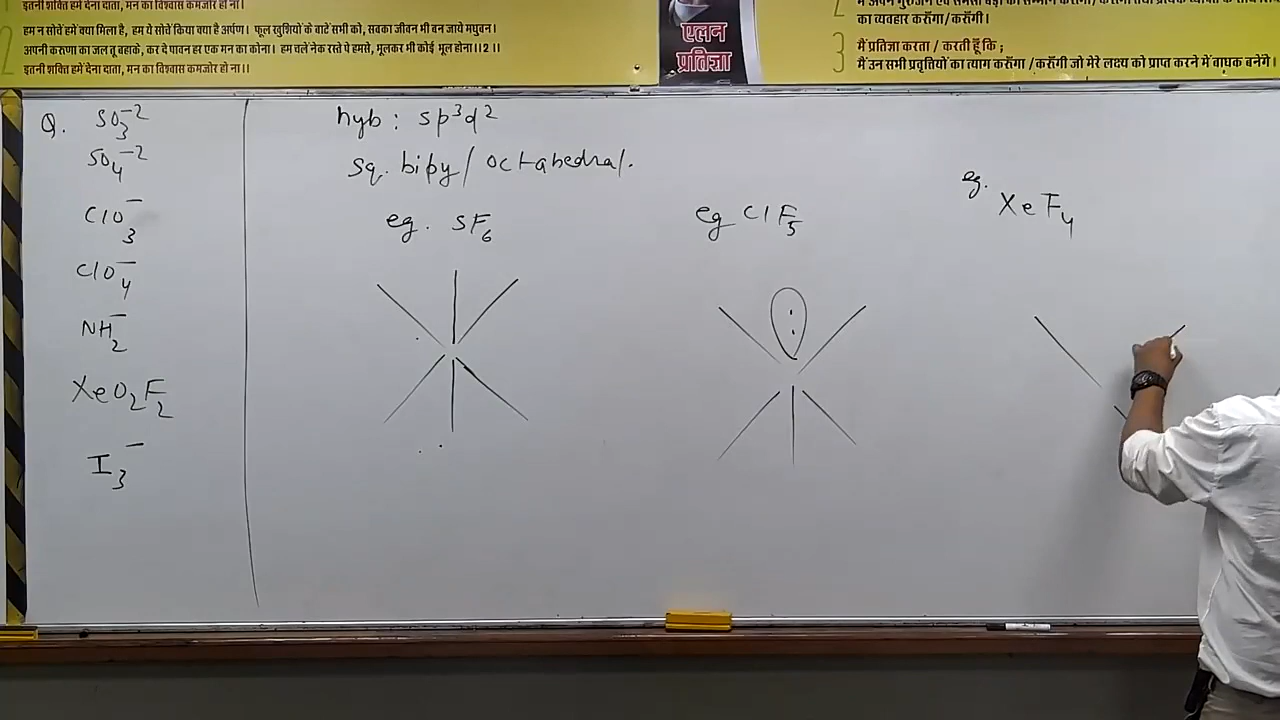 इतनी शक्ति हमें देना दाता, मन का विश्वास कमजोर हो ना।
2 हम न सोचें हमें क्या मिला है, हम ये सोचें किया क्या है अर्पण। फूल खुशियों के बाटें सभी को, सबका जीवन भी बन जाये मधुवन।
अपनी करुणा का जल तू बहाके, कर दे पावन हर एक मन का कोना। हम चलें नेक रस्ते पे हमसे, भूलकर भी कोई भूल होना।।2।।
इतनी शक्ति हमें देना दाता, मन का विश्वास कमजोर हो ना।।
एलन
प्रतिज्ञा
2
का व्यवहार करुँगा/करुँगी।
3 मैं प्रतिज्ञा करता / करती हूँ कि ;
मैं उन सभी प्रवृत्तियों का त्याग करुँगा /करुँगी जो मेरे लक्ष्य को प्राप्त करने में बाधक बनेंगे।
Q. SO₃⁻²
SO₄⁻²
ClO₃⁻
ClO₄⁻
NH₂⁻
XeO₂F₂
I₃⁻
hyb : sp³d²
sq. bipy/ octahedral.
eg. SF₆
eg ClF₅
eg. XeF₄